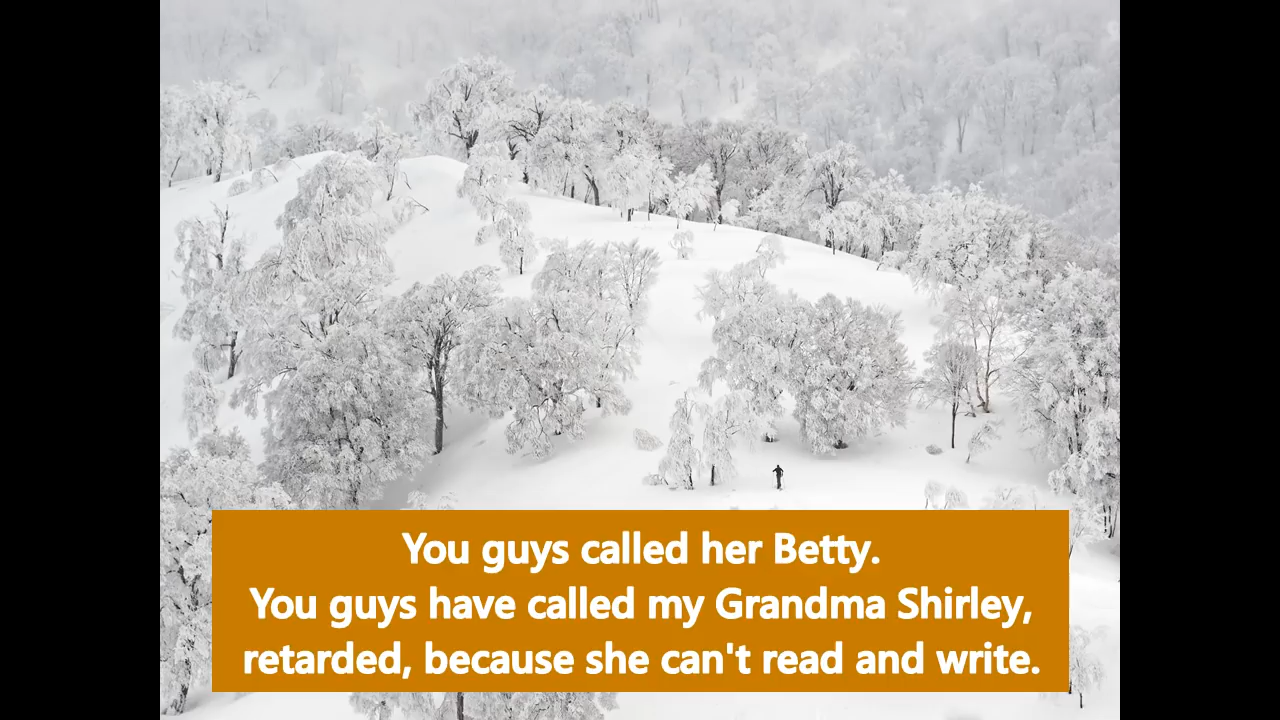 You guys called her Betty.
You guys have called my Grandma Shirley,
retarded, because she can't read and write.